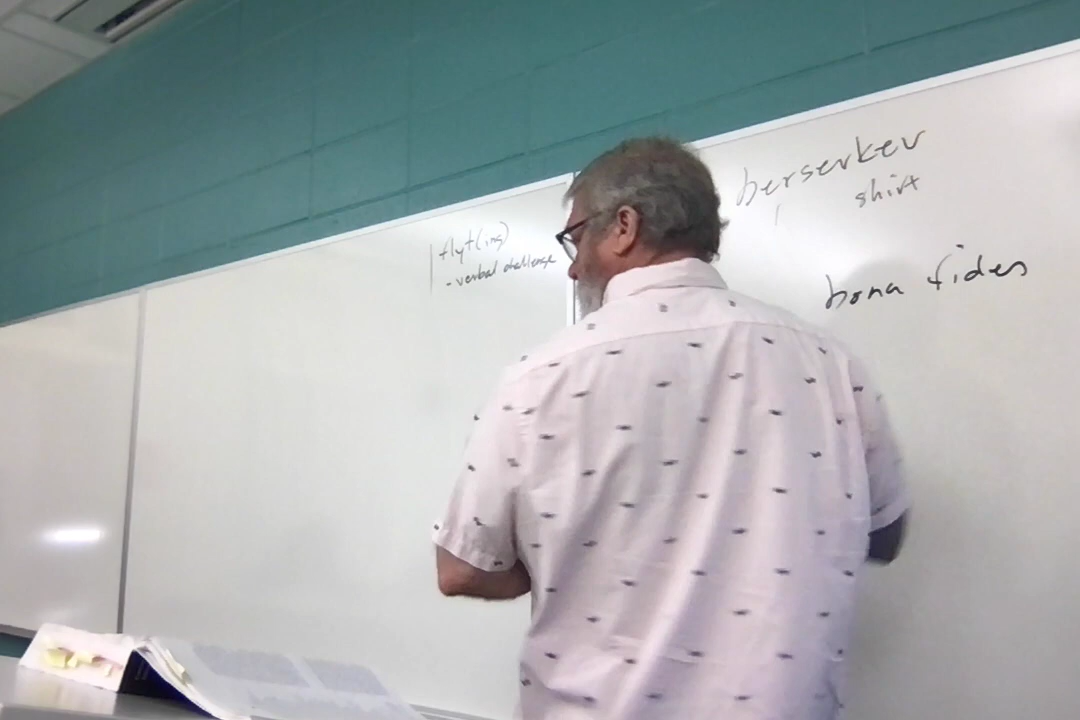 flyt(ing)
- verbal challenge
berserker
shirt
bona fides